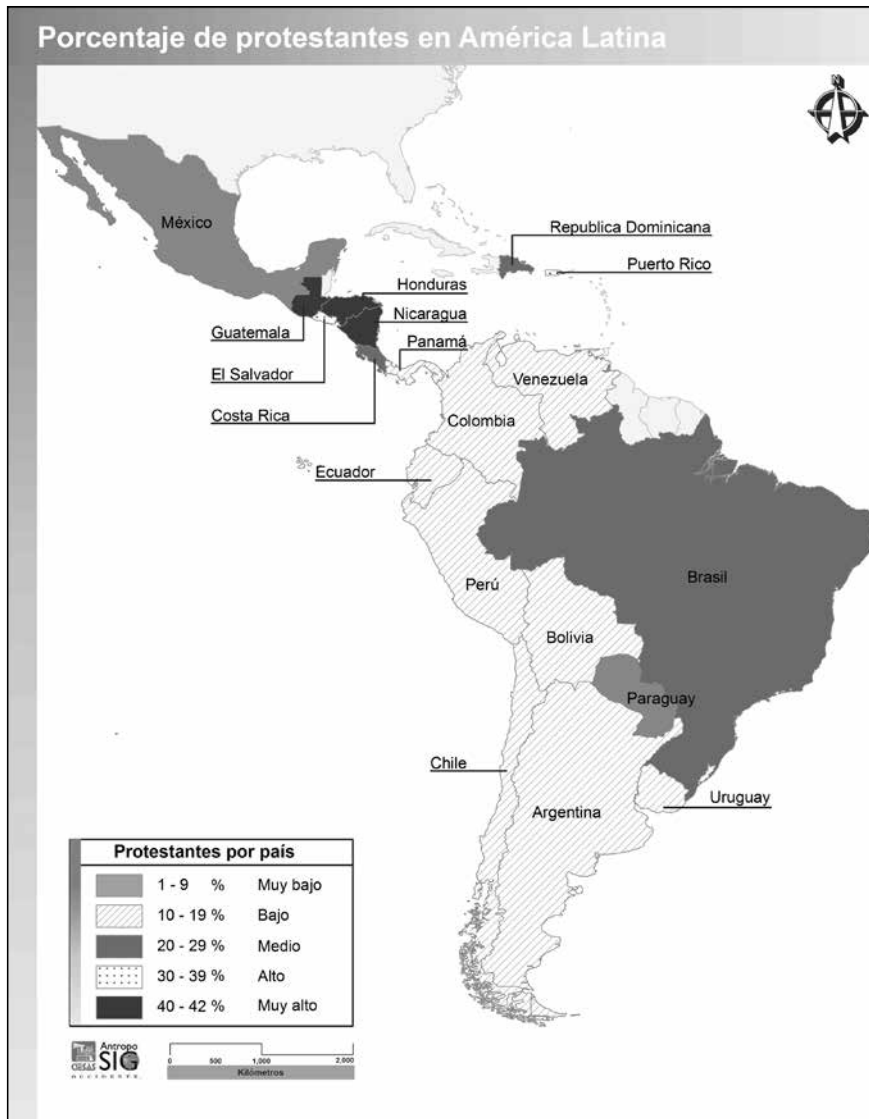 Porcentaje de protestantes en América Latina
N
México
Republica Dominicana
Puerto Rico
Honduras
Nicaragua
Guatemala
Panamá
El Salvador
Venezuela
Costa Rica
Colombia
Ecuador
Perú
Brasil
Bolivia
Paraguay
Chile
Uruguay
Argentina
Protestantes por país
1 - 9 % Muy bajo
10 - 19 % Bajo
20 - 29 % Medio
30 - 39 % Alto
40 - 42 % Muy alto
Antropo
SIG
CIESAS
OCCIDENTE
0 500 1,000 2,000
Kilómetros